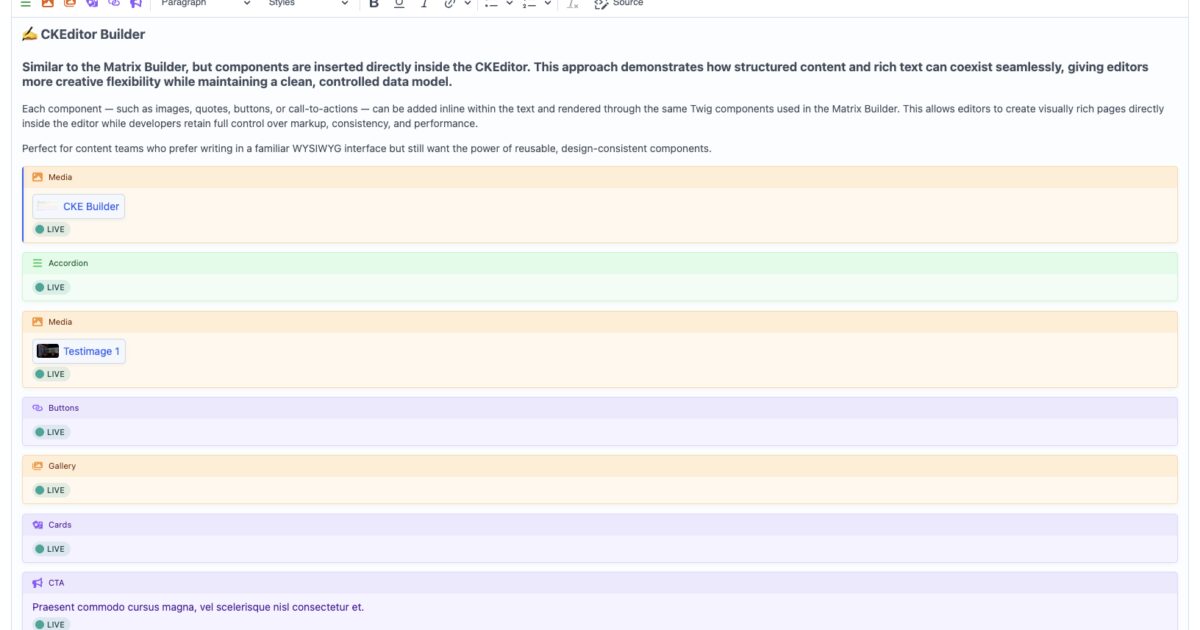 Paragraph Styles B U I Source
✍️ CKEditor Builder
Similar to the Matrix Builder, but components are inserted directly inside the CKEditor. This approach demonstrates how structured content and rich text can coexist seamlessly, giving editors
more creative flexibility while maintaining a clean, controlled data model.
Each component — such as images, quotes, buttons, or call-to-actions — can be added inline within the text and rendered through the same Twig components used in the Matrix Builder. This allows editors to create visually rich pages directly
inside the editor while developers retain full control over markup, consistency, and performance.
Perfect for content teams who prefer writing in a familiar WYSIWYG interface but still want the power of reusable, design-consistent components.
Media
CKE Builder
LIVE
Accordion
LIVE
Media
Testimage 1
LIVE
Buttons
LIVE
Gallery
LIVE
Cards
LIVE
CTA
Praesent commodo cursus magna, vel scelerisque nisl consectetur et.
LIVE